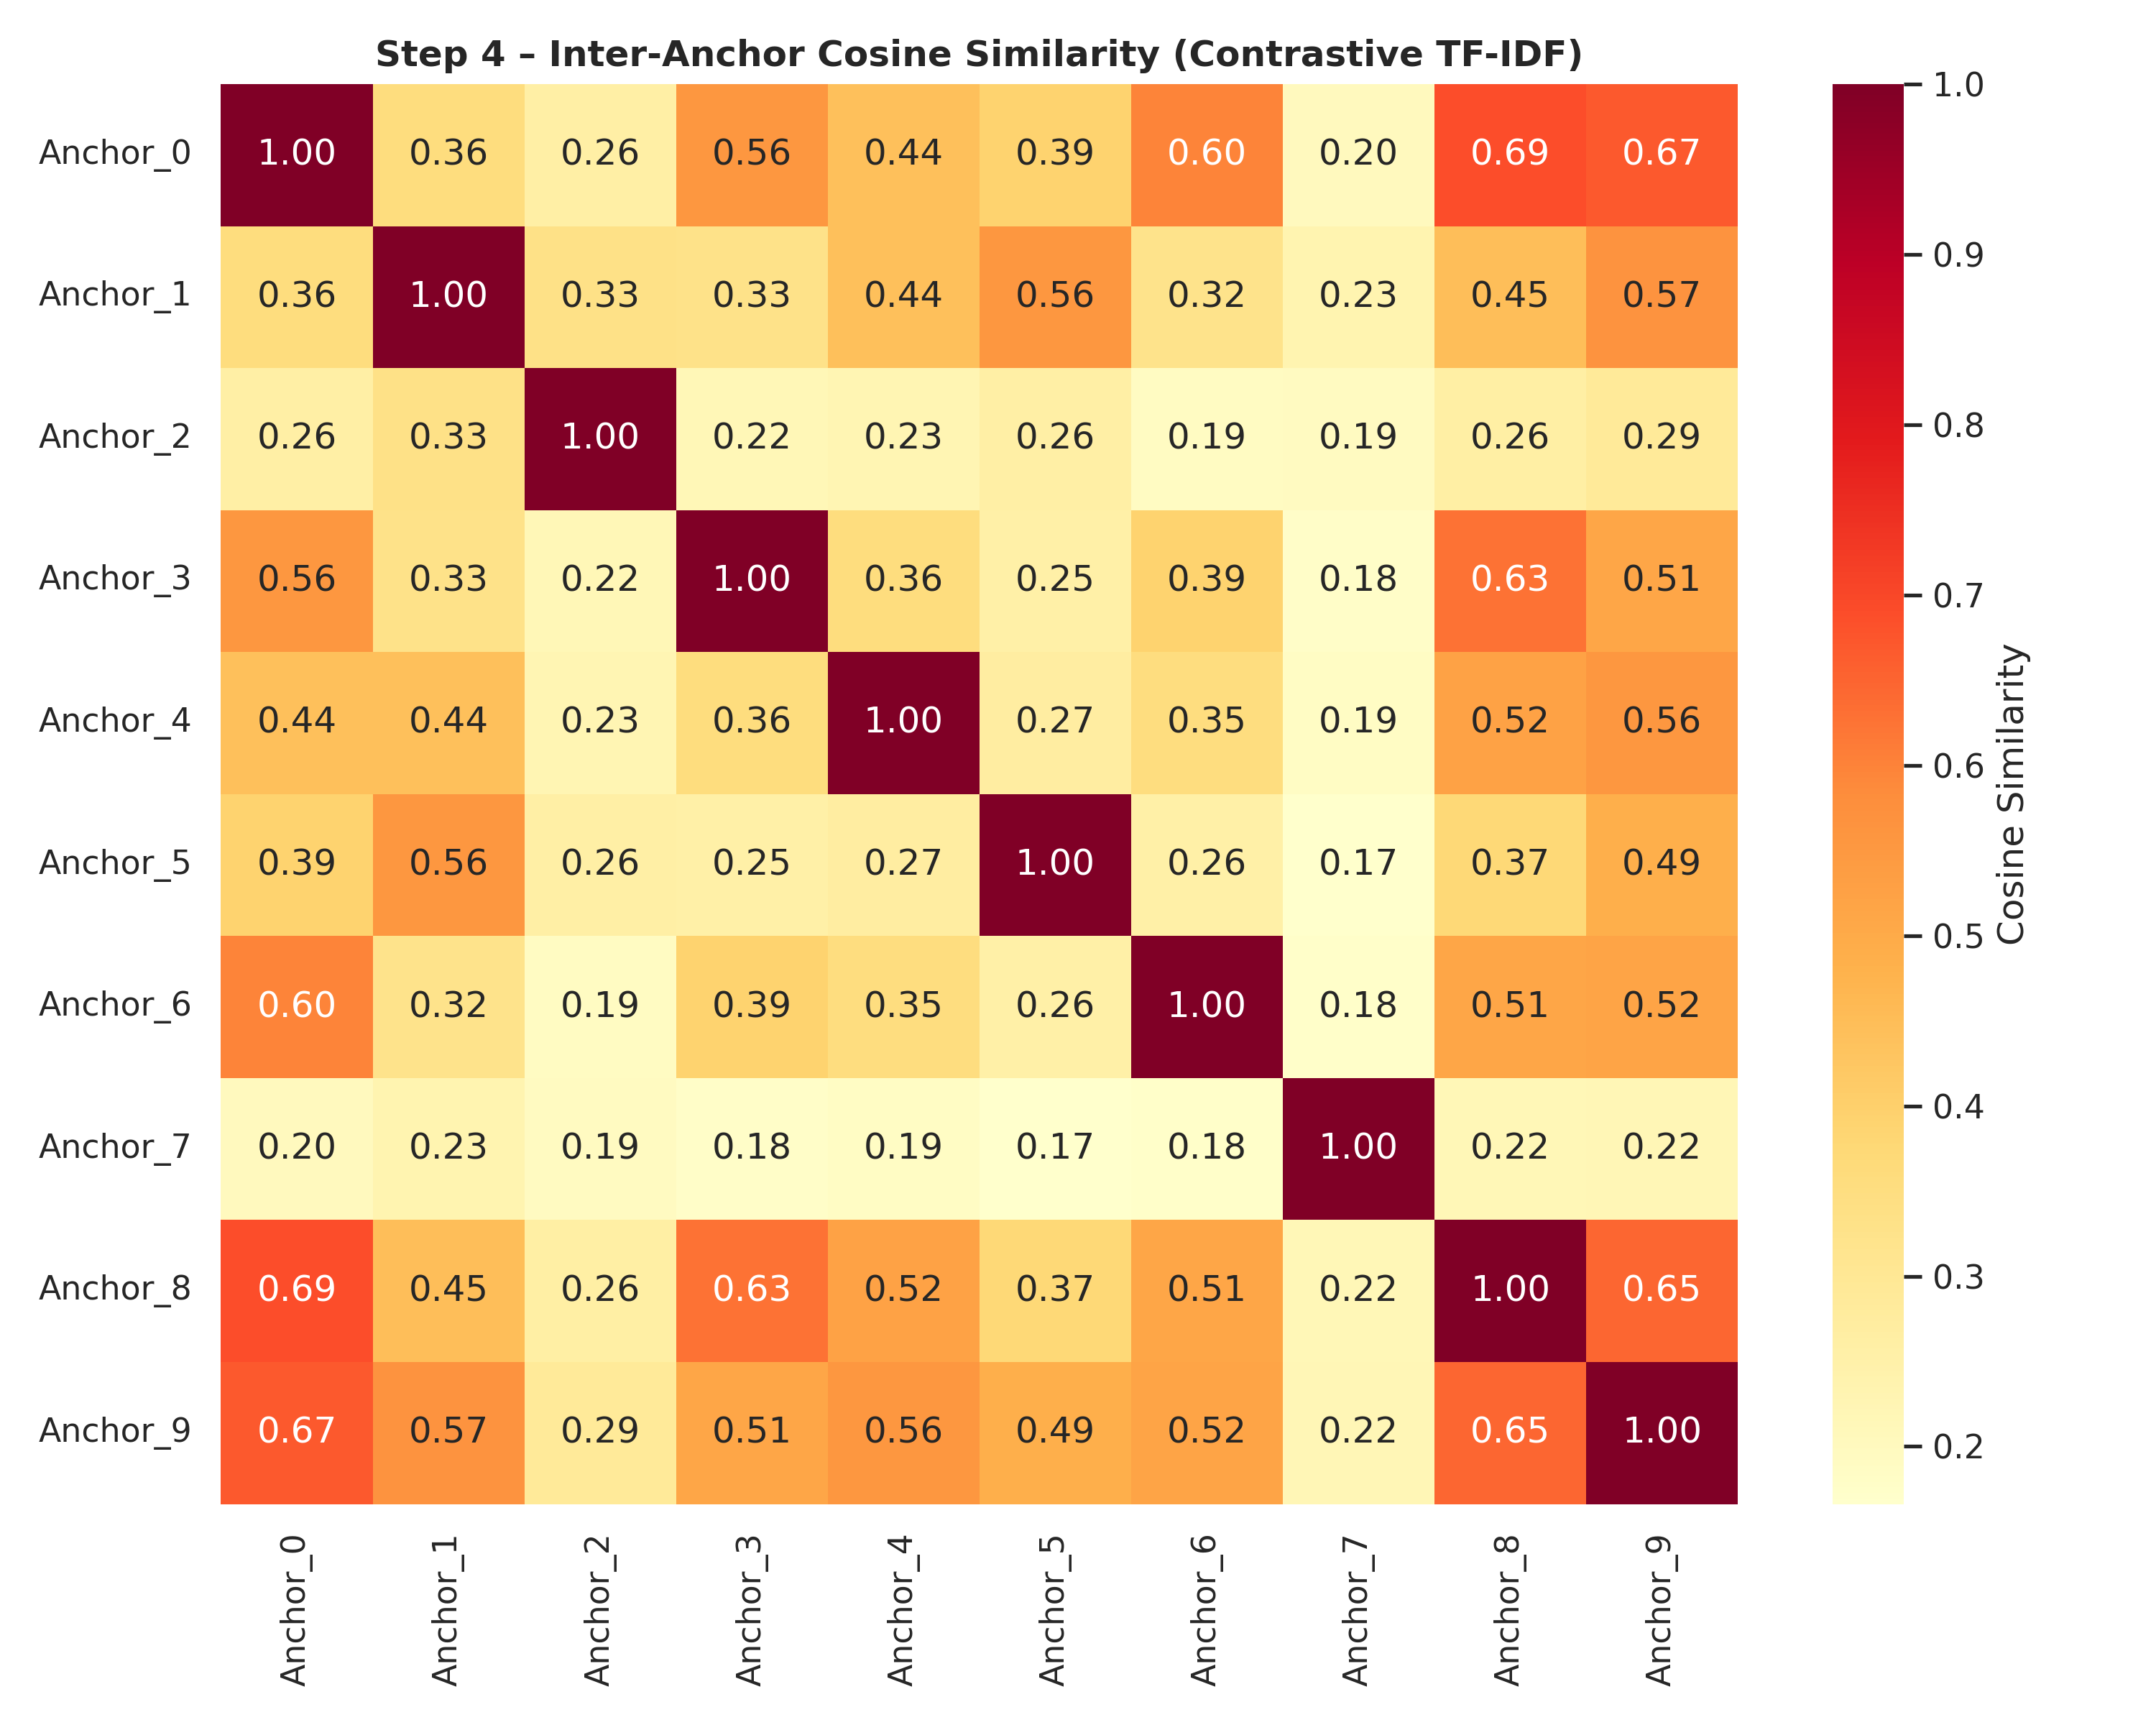 Step 4 – Inter-Anchor Cosine Similarity (Contrastive TF-IDF)
Anchor_0 1.00 0.36 0.26 0.56 0.44 0.39 0.60 0.20 0.69 0.67
Anchor_1 0.36 1.00 0.33 0.33 0.44 0.56 0.32 0.23 0.45 0.57
Anchor_2 0.26 0.33 1.00 0.22 0.23 0.26 0.19 0.19 0.26 0.29
Anchor_3 0.56 0.33 0.22 1.00 0.36 0.25 0.39 0.18 0.63 0.51
Anchor_4 0.44 0.44 0.23 0.36 1.00 0.27 0.35 0.19 0.52 0.56
Anchor_5 0.39 0.56 0.26 0.25 0.27 1.00 0.26 0.17 0.37 0.49
Anchor_6 0.60 0.32 0.19 0.39 0.35 0.26 1.00 0.18 0.51 0.52
Anchor_7 0.20 0.23 0.19 0.18 0.19 0.17 0.18 1.00 0.22 0.22
Anchor_8 0.69 0.45 0.26 0.63 0.52 0.37 0.51 0.22 1.00 0.65
Anchor_9 0.67 0.57 0.29 0.51 0.56 0.49 0.52 0.22 0.65 1.00
Anchor_0 Anchor_1 Anchor_2 Anchor_3 Anchor_4 Anchor_5 Anchor_6 Anchor_7 Anchor_8 Anchor_9
1.0
0.9
0.8
0.7
0.6
0.5
0.4
0.3
0.2
Cosine Similarity